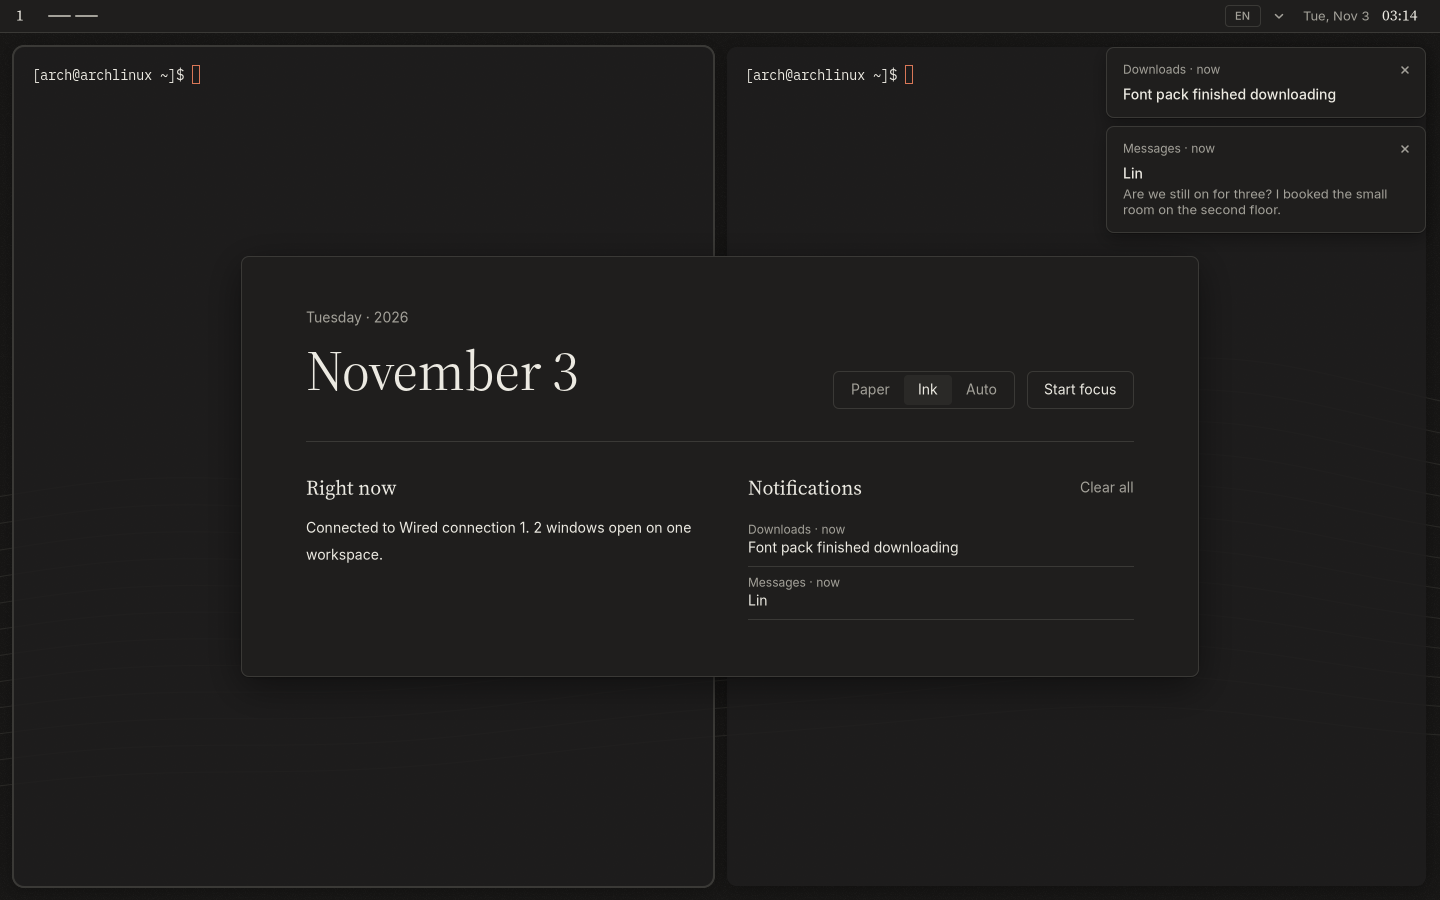 1
EN
Tue, Nov 3 03:14
[arch@archlinux ~]$
[arch@archlinux ~]$
Downloads · now
Font pack finished downloading
Messages · now
Lin
Are we still on for three? I booked the small
room on the second floor.
Tuesday · 2026
November 3
Paper Ink Auto
Start focus
Right now
Connected to Wired connection 1. 2 windows open on one
workspace.
Notifications
Clear all
Downloads · now
Font pack finished downloading
Messages · now
Lin